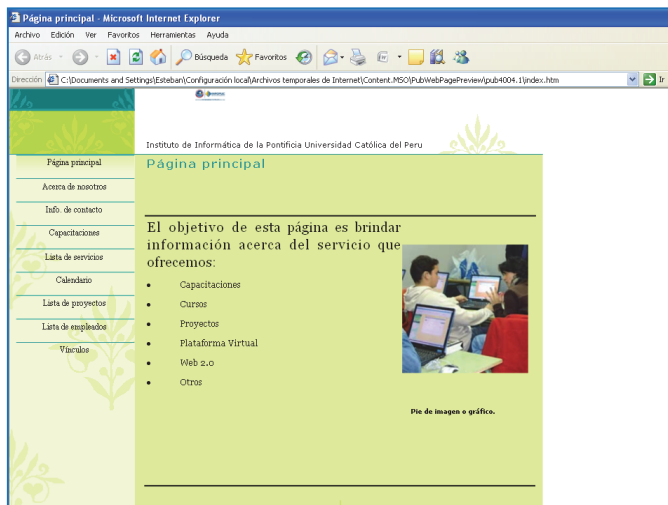 Página principal - Microsoft Internet Explorer
Archivo Edición Ver Favoritos Herramientas Ayuda
Atrás Búsqueda Favoritos
Dirección C:\Documents and Settings\Esteban\Configuración local\Archivos temporales de Internet\Content.MSO\PubWebPagePreview\pub4004.1\index.htm Ir
Instituto de Informática de la Pontificia Universidad Católica del Peru
Página principal
Acerca de nosotros
Info. de contacto
Capacitaciones
Lista de servicios
Calendario
Lista de proyectos
Lista de empleados
Vínculos
Página principal
El objetivo de esta página es brindar
información acerca del servicio que
ofrecemos:
• Capacitaciones
• Cursos
• Proyectos
• Plataforma Virtual
• Web 2.0
• Otros
Pie de imagen o gráfico.